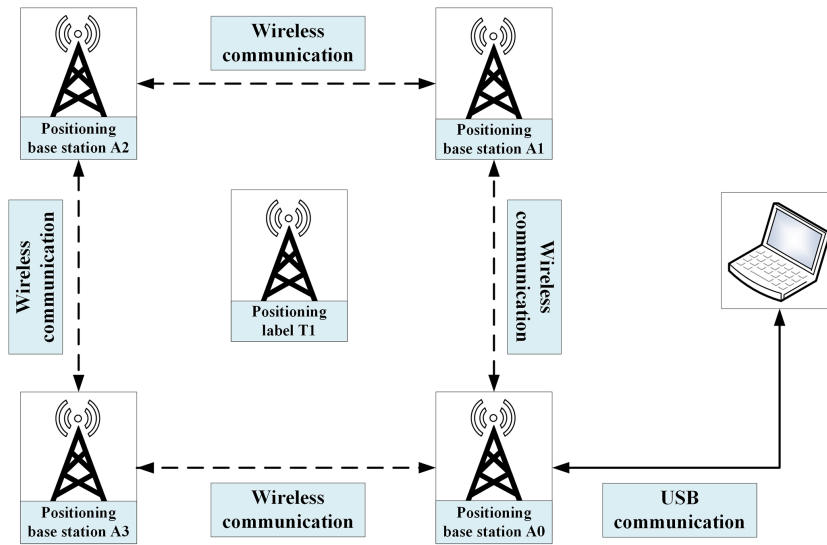 Wireless
communication
Positioning
base station A2
Positioning
base station A1
Wireless
communication
Positioning
label T1
Wireless
communication
Positioning
base station A3
Wireless
communication
Positioning
base station A0
USB
communication